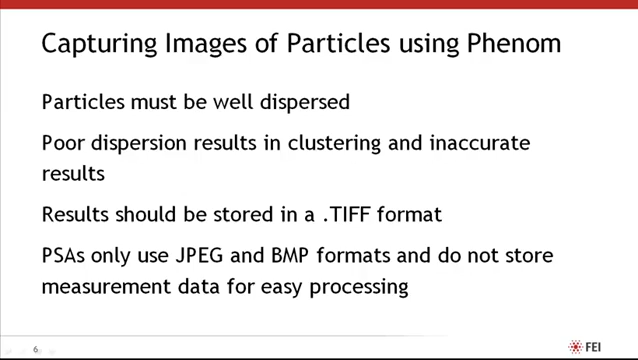 Capturing Images of Particles using Phenom
Particles must be well dispersed
Poor dispersion results in clustering and inaccurate
results
Results should be stored in a .TIFF format
PSAs only use JPEG and BMP formats and do not store
measurement data for easy processing
6
FEI